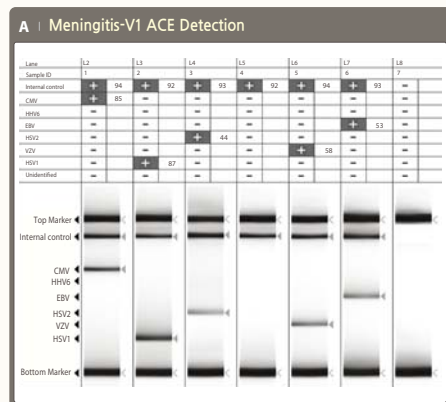 A | Meningitis-V1 ACE Detection
Lane L2 L3 L4 L5 L6 L7 L8
Sample ID 1 2 3 4 5 6 7
Internal control + 94 + 92 + 93 + 92 + 94 + 93 -
CMV + 85 - - - - - -
HHV6 - - - - - - -
EBV - - - - - + 53 -
HSV2 - - + 44 - - - -
VZV - - - - + 58 - -
HSV1 - + 87 - - - - -
Unidentified - - - - - - -
Top Marker
Internal control
CMV
HHV6
EBV
HSV2
VZV
HSV1
Bottom Marker